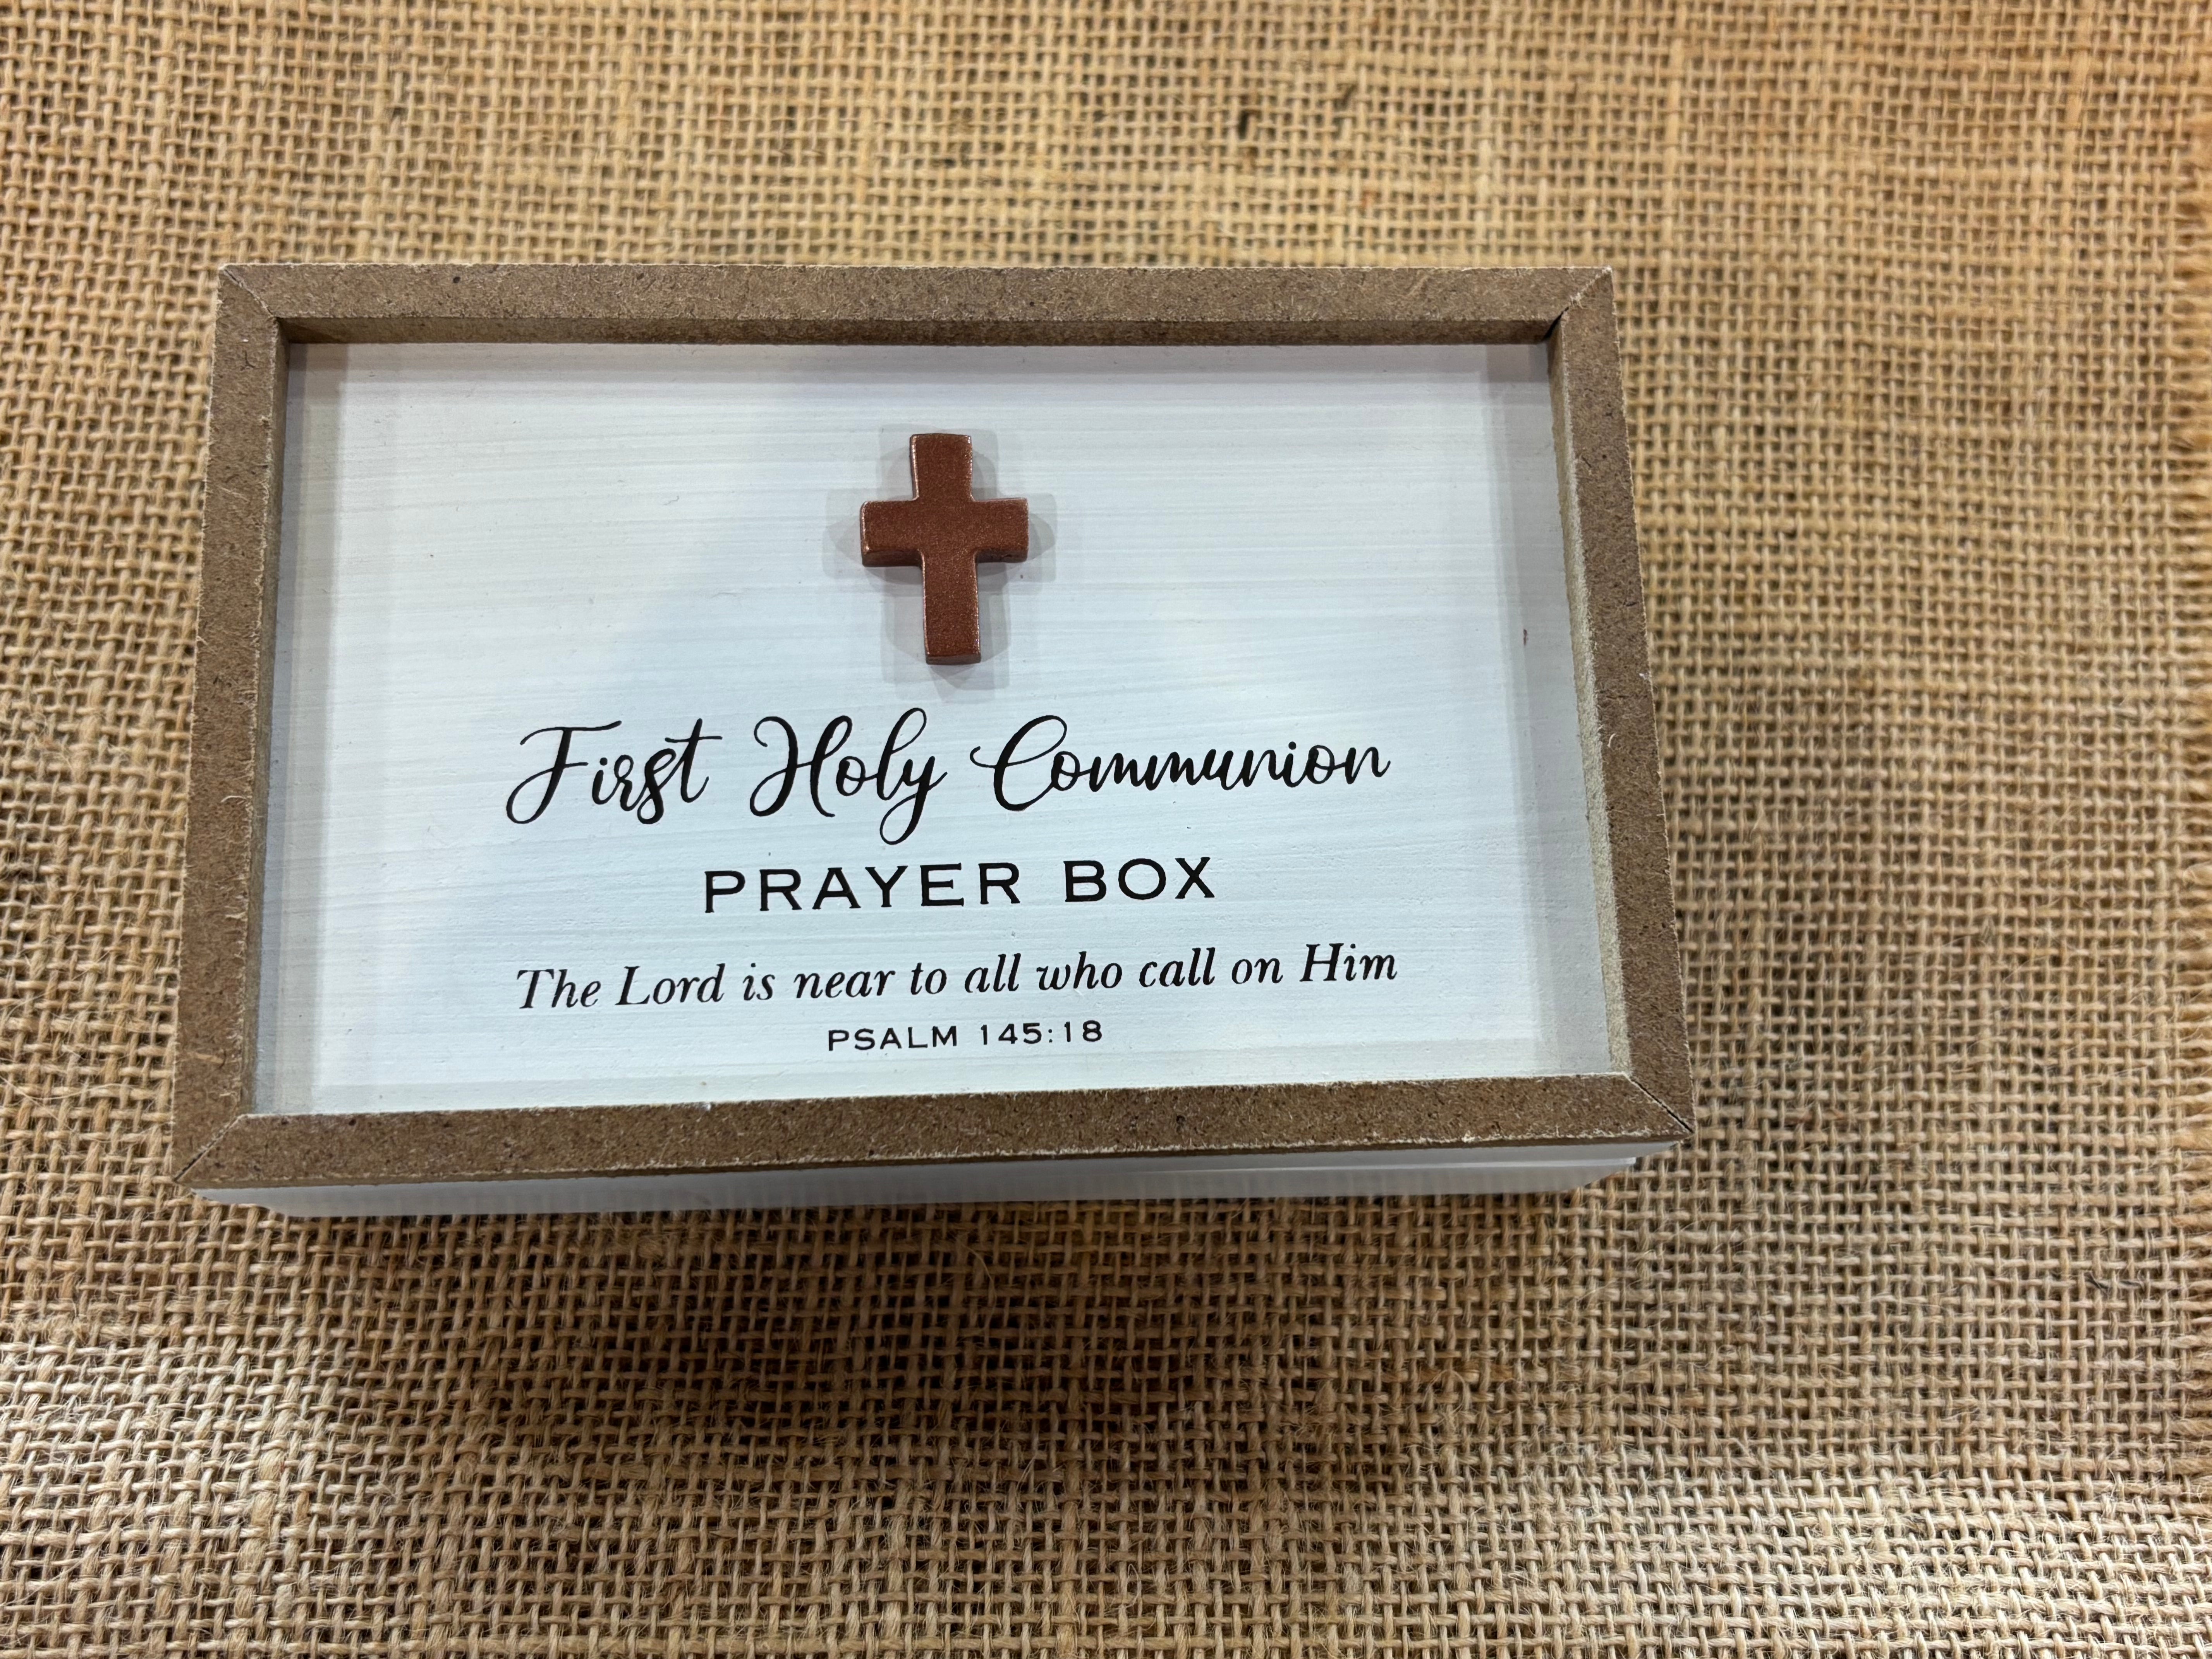 First Holy Communion
PRAYER BOX
The Lord is near to all who call on Him
PSALM 145:18